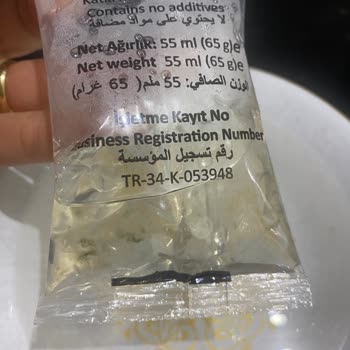 Contains no additives
لا يحتوي على مواد مضافة
Net Ağırlık: 55 ml (65 g)e
Net weight 55 ml (65 g)e
الوزن الصافي: 55 ملم( 65 غرام)
İşletme Kayıt No
Business Registration Number
رقم تسجيل المؤسسة
TR-34-K-053948